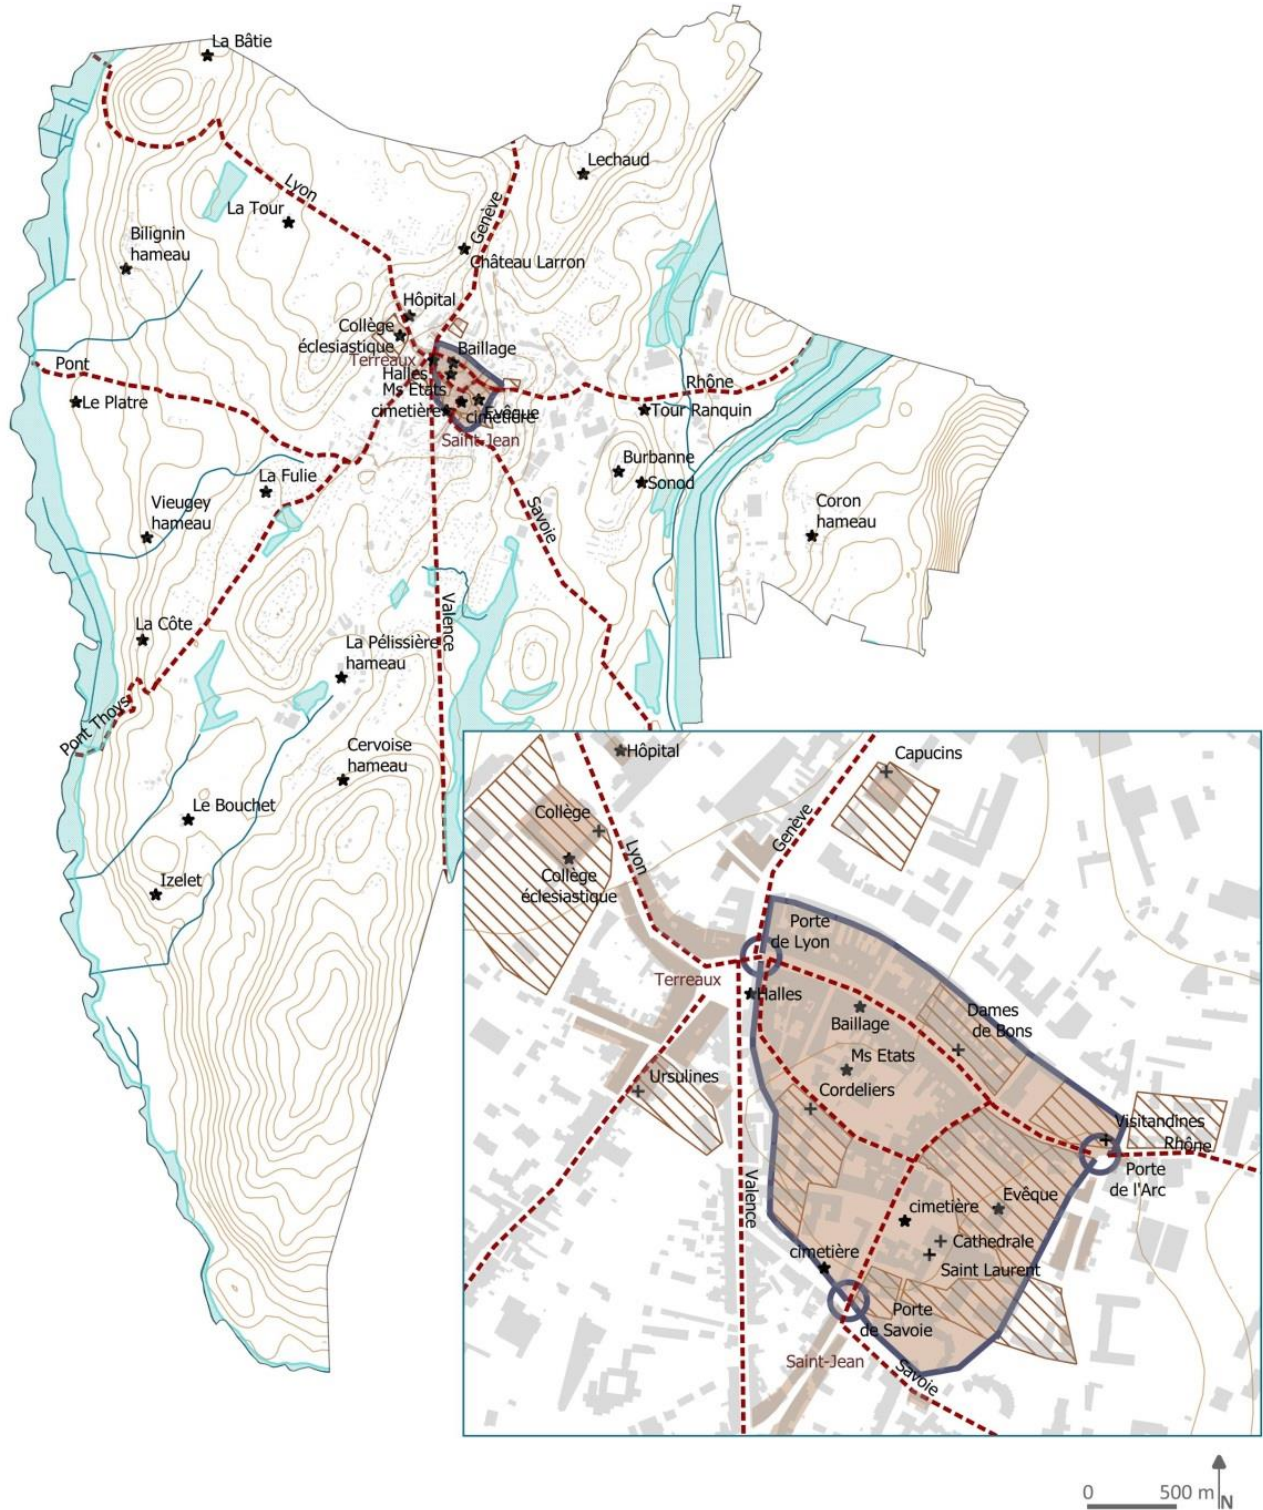 La Bâtie
Lechaud
Lyon
La Tour
Genève
Bilignin
hameau
Château Larron
Hôpital
Collège
éclesiastique
Baillage
Terreaux
Pont
Halles
Rhône
Ms Etats
Le Platre
cimetière
Evêque
cimetière
Tour Ranquin
Saint-Jean
Burbanne
La Fulie
Sonod
Vieugey
hameau
Savoie
Coron
hameau
Valence
La Côte
La Pélissière
hameau
Pont Thoys
Cervoise
hameau
Le Bouchet
Izelet
Hôpital
Capucins
Collège
Genève
Lyon
Collège
éclesiastique
Porte
de Lyon
Terreaux
Halles
Dames
de Bons
Baillage
Ms Etats
Ursulines
Cordeliers
Visitandines
Rhône
Porte
de l'Arc
Valence
Evêque
cimetière
Cathedrale
cimetière
Saint Laurent
Porte
de Savoie
Saint-Jean
Savoie
0 500 m
N